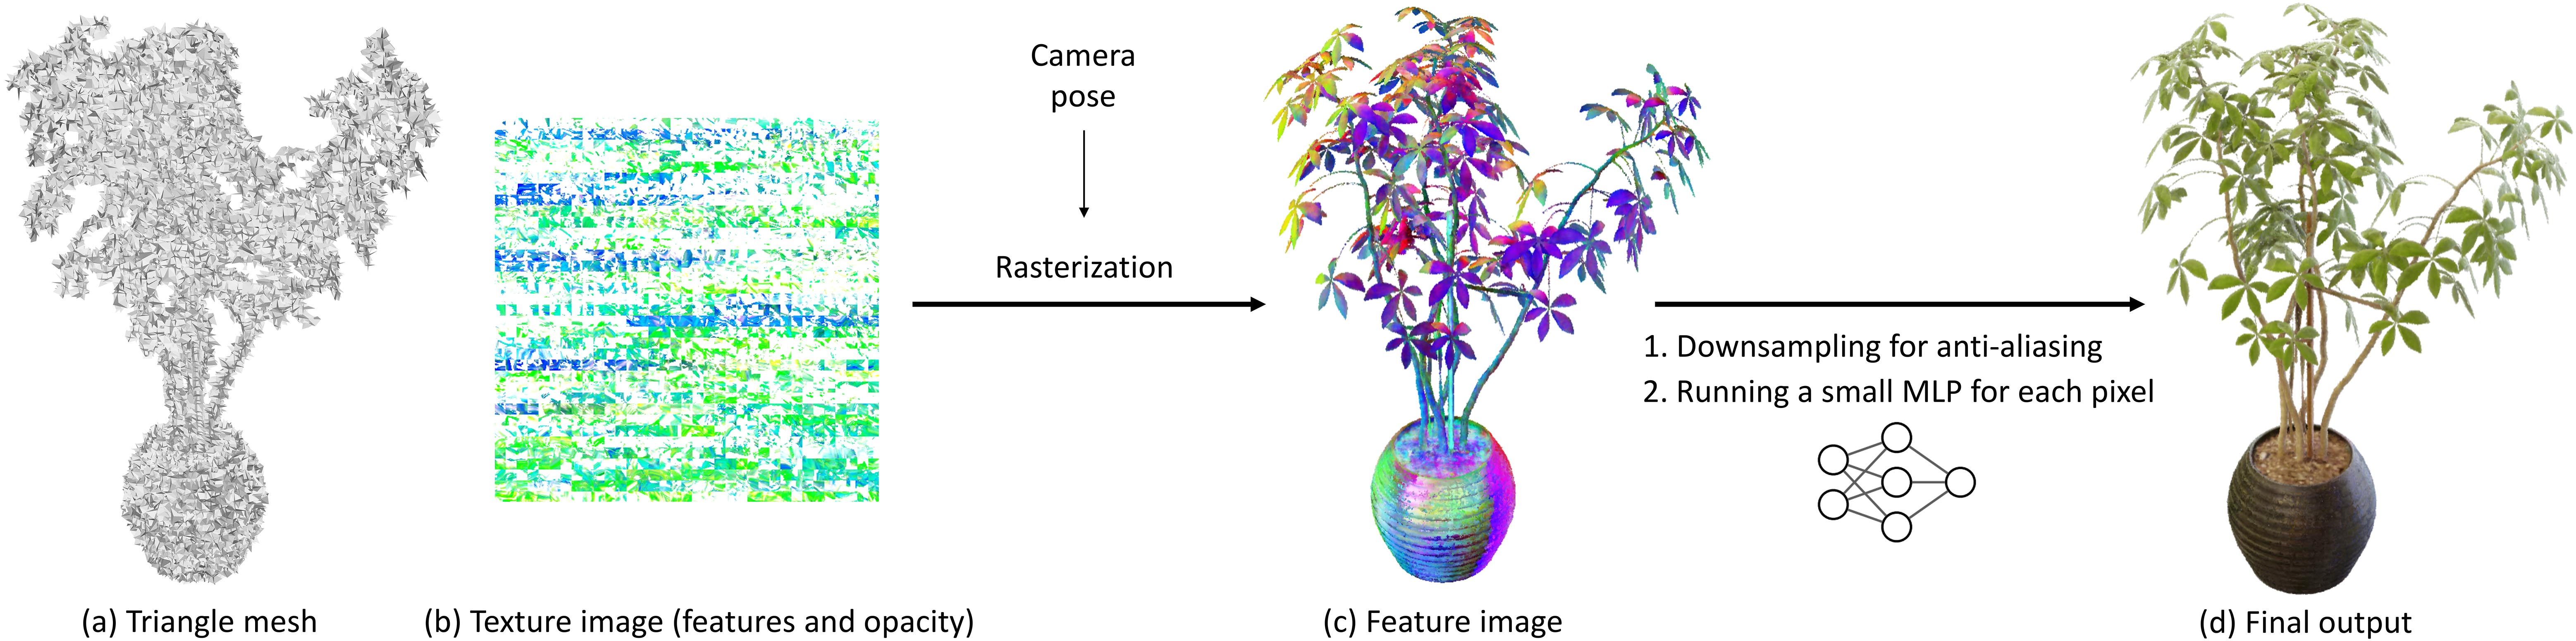 Camera
pose
Rasterization
1. Downsampling for anti-aliasing
2. Running a small MLP for each pixel
(a) Triangle mesh
(b) Texture image (features and opacity)
(c) Feature image
(d) Final output